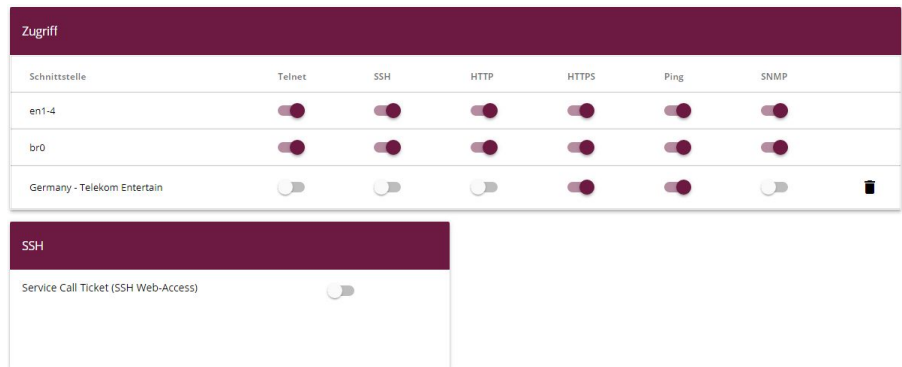 Zugriff
Schnittstelle Telnet SSH HTTP HTTPS Ping SNMP
en1-4
br0
Germany - Telekom Entertain
SSH
Service Call Ticket (SSH Web-Access)